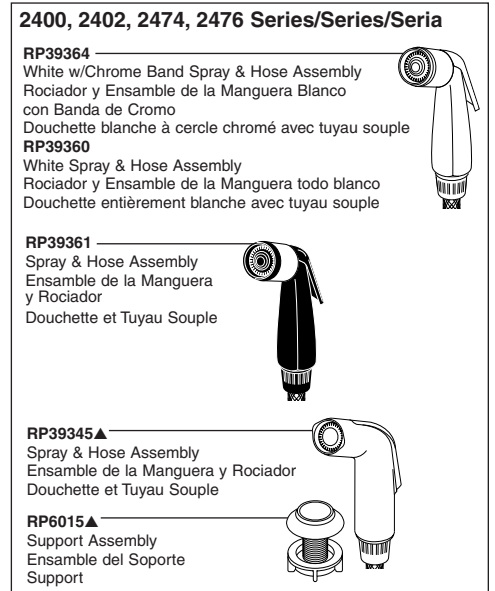 2400, 2402, 2474, 2476 Series/Series/Seria
RP39364
White w/Chrome Band Spray & Hose Assembly
Rociador y Ensamble de la Manguera Blanco
con Banda de Cromo
Douchette blanche à cercle chromé avec tuyau souple
RP39360
White Spray & Hose Assembly
Rociador y Ensamble de la Manguera todo blanco
Douchette entièrement blanche avec tuyau souple
RP39361
Spray & Hose Assembly
Ensamble de la Manguera
y Rociador
Douchette et Tuyau Souple
RP39345▲
Spray & Hose Assembly
Ensamble de la Manguera y Rociador
Douchette et Tuyau Souple
RP6015▲
Support Assembly
Ensamble del Soporte
Support